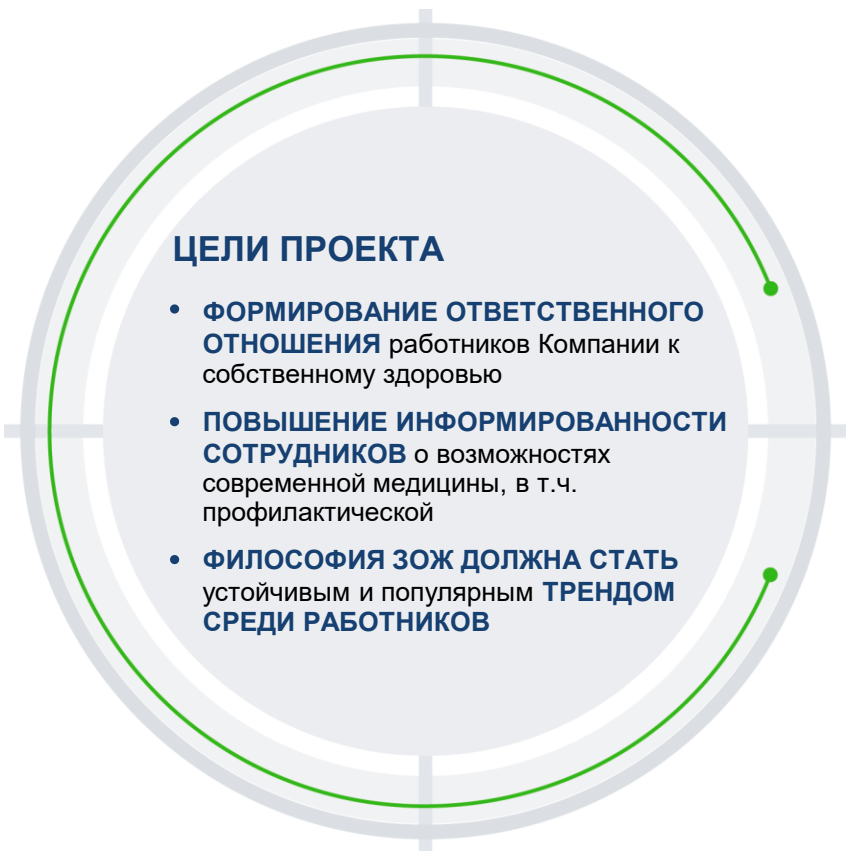 ЦЕЛИ ПРОЕКТА
• ФОРМИРОВАНИЕ ОТВЕТСТВЕННОГО
ОТНОШЕНИЯ работников Компании к
собственному здоровью
• ПОВЫШЕНИЕ ИНФОРМИРОВАННОСТИ
СОТРУДНИКОВ о возможностях
современной медицины, в т.ч.
профилактической
• ФИЛОСОФИЯ ЗОЖ ДОЛЖНА СТАТЬ
устойчивым и популярным ТРЕНДОМ
СРЕДИ РАБОТНИКОВ